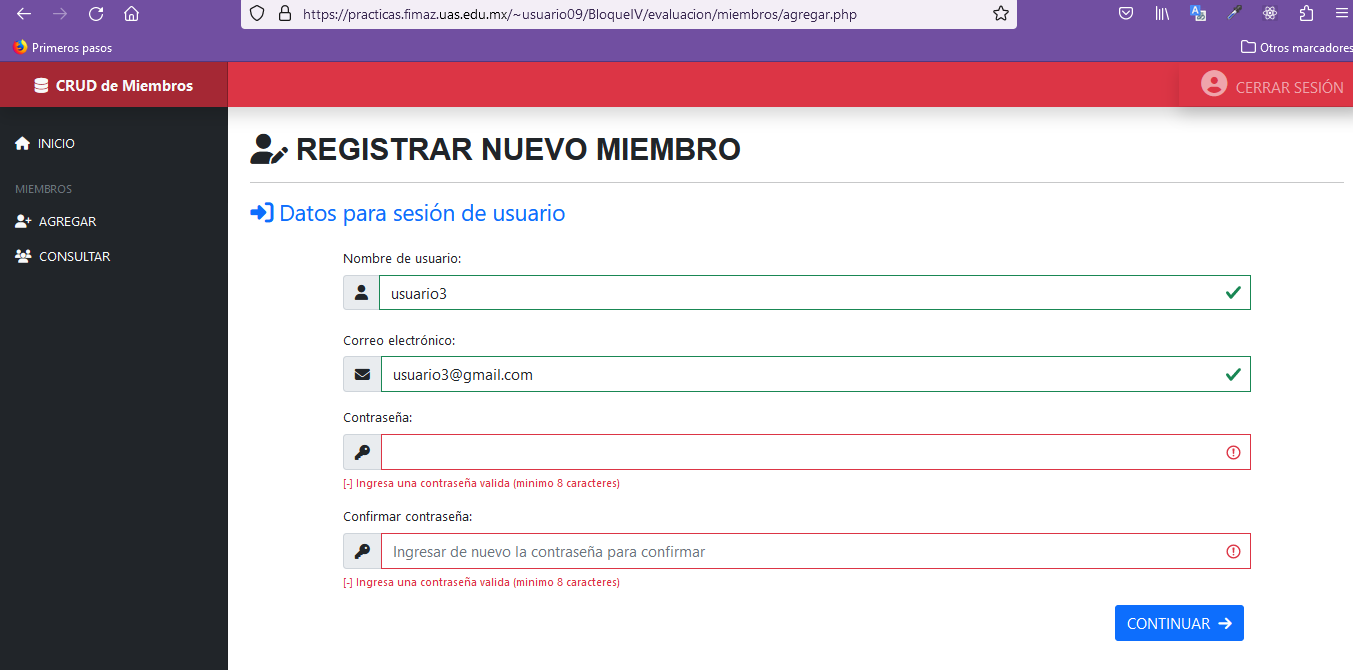 https://practicas.fimaz.uas.edu.mx/~usuario09/BloqueIV/evaluacion/miembros/agregar.php
Primeros pasos
Otros marcadores
CRUD de Miembros
CERRAR SESIÓN
INICIO
MIEMBROS
AGREGAR
CONSULTAR
REGISTRAR NUEVO MIEMBRO
Datos para sesión de usuario
Nombre de usuario:
usuario3
Correo electrónico:
usuario3@gmail.com
Contraseña:
[-] Ingresa una contraseña valida (minimo 8 caracteres)
Confirmar contraseña:
Ingresar de nuevo la contraseña para confirmar
[-] Ingresa una contraseña valida (minimo 8 caracteres)
CONTINUAR